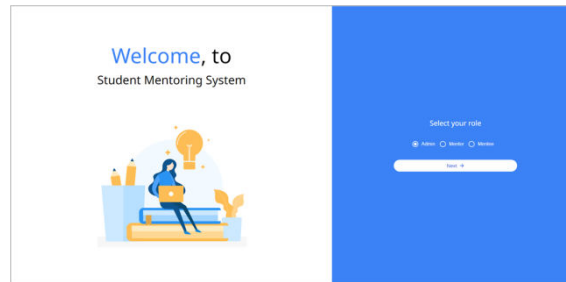 Welcome, to
Student Mentoring System
Select your role
Admin Mentor Mentee
Next →